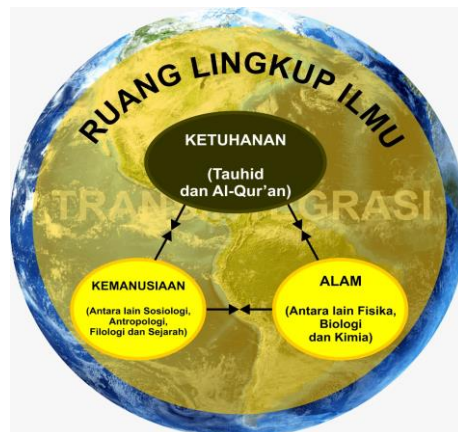 RUANG LINGKUP ILMU
KETUHANAN
(Tauhid
dan Al-Qur'an)
KEMANUSIAAN
(Antara lain Sosiologi,
Antropologi,
Filologi dan Sejarah)
ALAM
(Antara lain Fisika,
Biologi
dan Kimia)